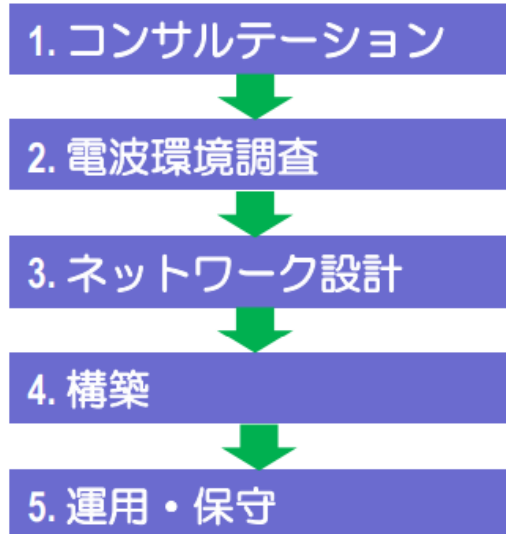 1. コンサルテーション
2. 電波環境調査
3. ネットワーク設計
4. 構築
5. 運用・保守